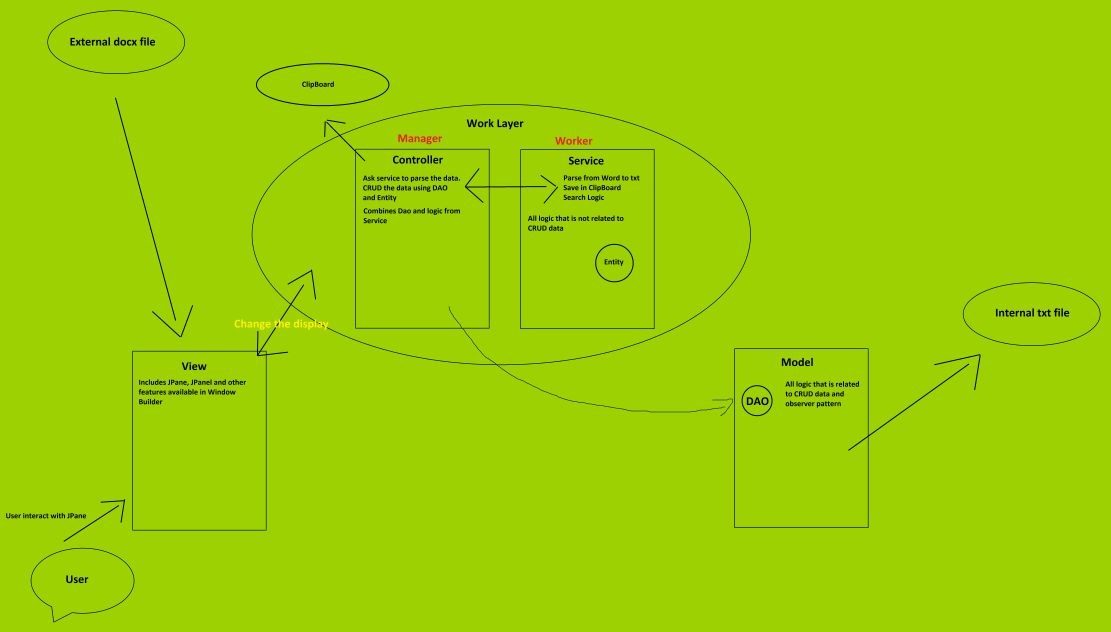 External docx file
ClipBoard
Work Layer
Manager
Worker
Controller
Ask service to parse the data.
CRUD the data using DAO
and Entity
Combines Dao and logic from
Service
Service
Parse from Word to txt
Save in ClipBoard
Search Logic
All logic that is not related to
CRUD data
Entity
Change the display
View
Includes JPane, JPanel and other
features available in Window
Builder
Model
DAO
All logic that is related
to CRUD data and
observer pattern
Internal txt file
User interact with JPane
User